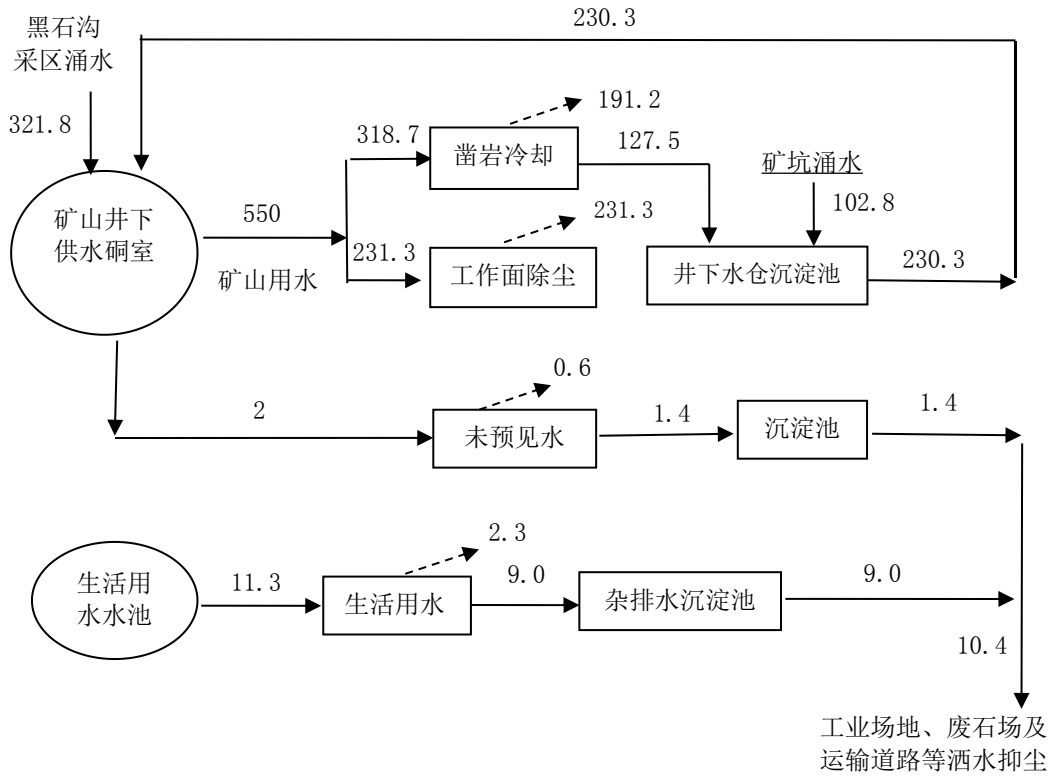 230.3
黑石沟
采区涌水
321.8
191.2
318.7
凿岩冷却
127.5
矿坑涌水
102.8
矿山井下
供水硐室
550
矿山用水
231.3
231.3
工作面除尘
井下水仓沉淀池
230.3
0.6
2
未预见水
1.4
沉淀池
1.4
2.3
生活用
水水池
11.3
生活用水
9.0
杂排水沉淀池
9.0
10.4
工业场地、废石场及
运输道路等洒水抑尘